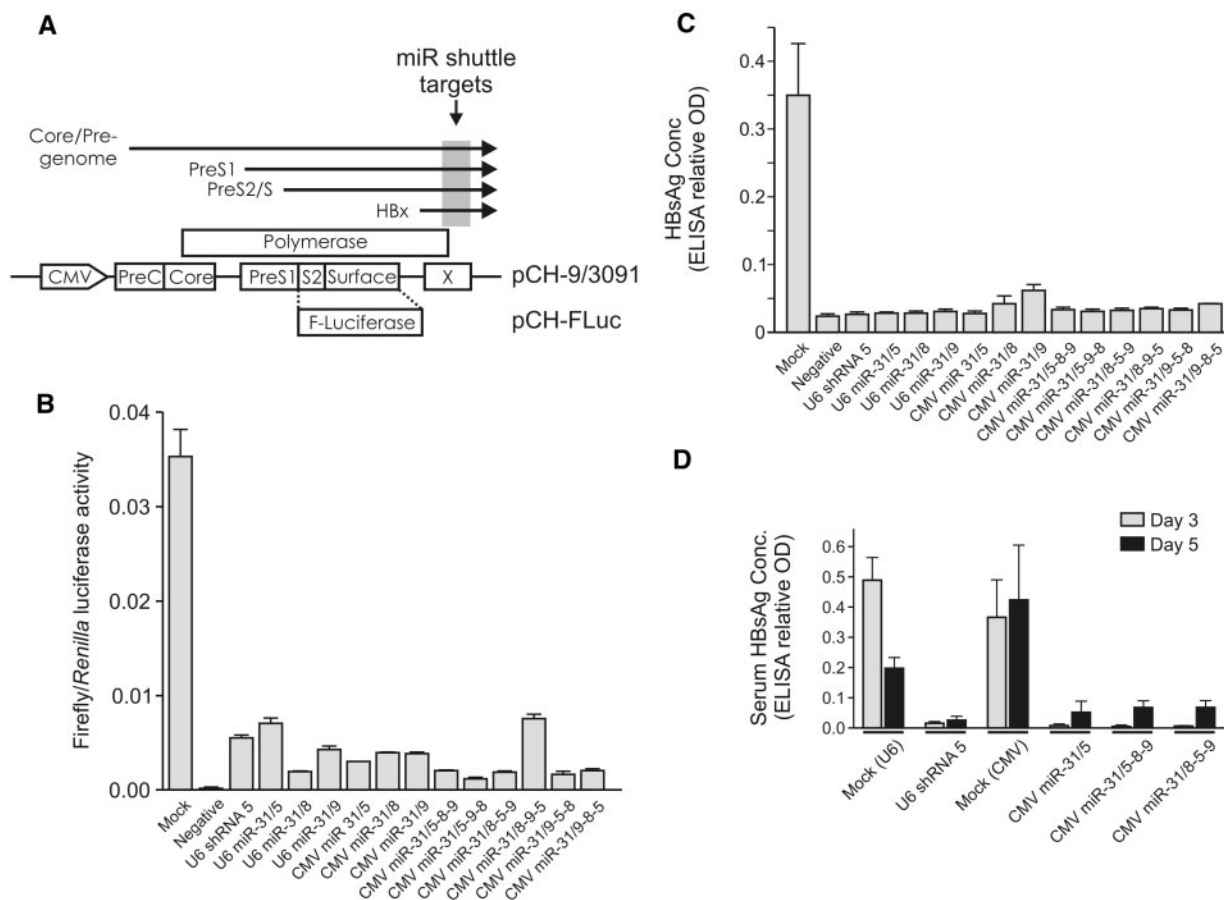 A
miR shuttle
targets
Core/Pre-
genome
PreS1
PreS2/S
HBx
Polymerase
CMV
PreC
Core
PreS1
S2
Surface
X
pCH-9/3091
F-Luciferase
pCH-FLuc
B
Firefly/Renilla luciferase activity
0.04
0.03
0.02
0.01
0.00
Mock
Negative
U6 shRNA 5
U6 miR-31/5
U6 miR-31/8
U6 miR-31/9
CMV miR 31/5
CMV miR-31/8
CMV miR-31/9
CMV miR-31/5-8-9
CMV miR-31/5-9-8
CMV miR-31/8-5-9
CMV miR-31/8-9-5
CMV miR-31/9-5-8
CMV miR-31/9-8-5
C
HBsAg Conc
(ELISA relative OD)
0.4
0.3
0.2
0.1
0
Mock
Negative
U6 shRNA 5
U6 miR-31/5
U6 miR-31/8
U6 miR-31/9
CMV miR 31/5
CMV miR-31/8
CMV miR-31/9
CMV miR-31/5-8-9
CMV miR-31/5-9-8
CMV miR-31/8-5-9
CMV miR-31/8-9-5
CMV miR-31/9-5-8
CMV miR-31/9-8-5
D
Serum HBsAg Conc.
(ELISA relative OD)
0.6
0.5
0.4
0.3
0.2
0.1
0.0
Day 3
Day 5
Mock (U6)
U6 shRNA 5
Mock (CMV)
CMV miR-31/5
CMV miR-31/5-8-9
CMV miR-31/8-5-9